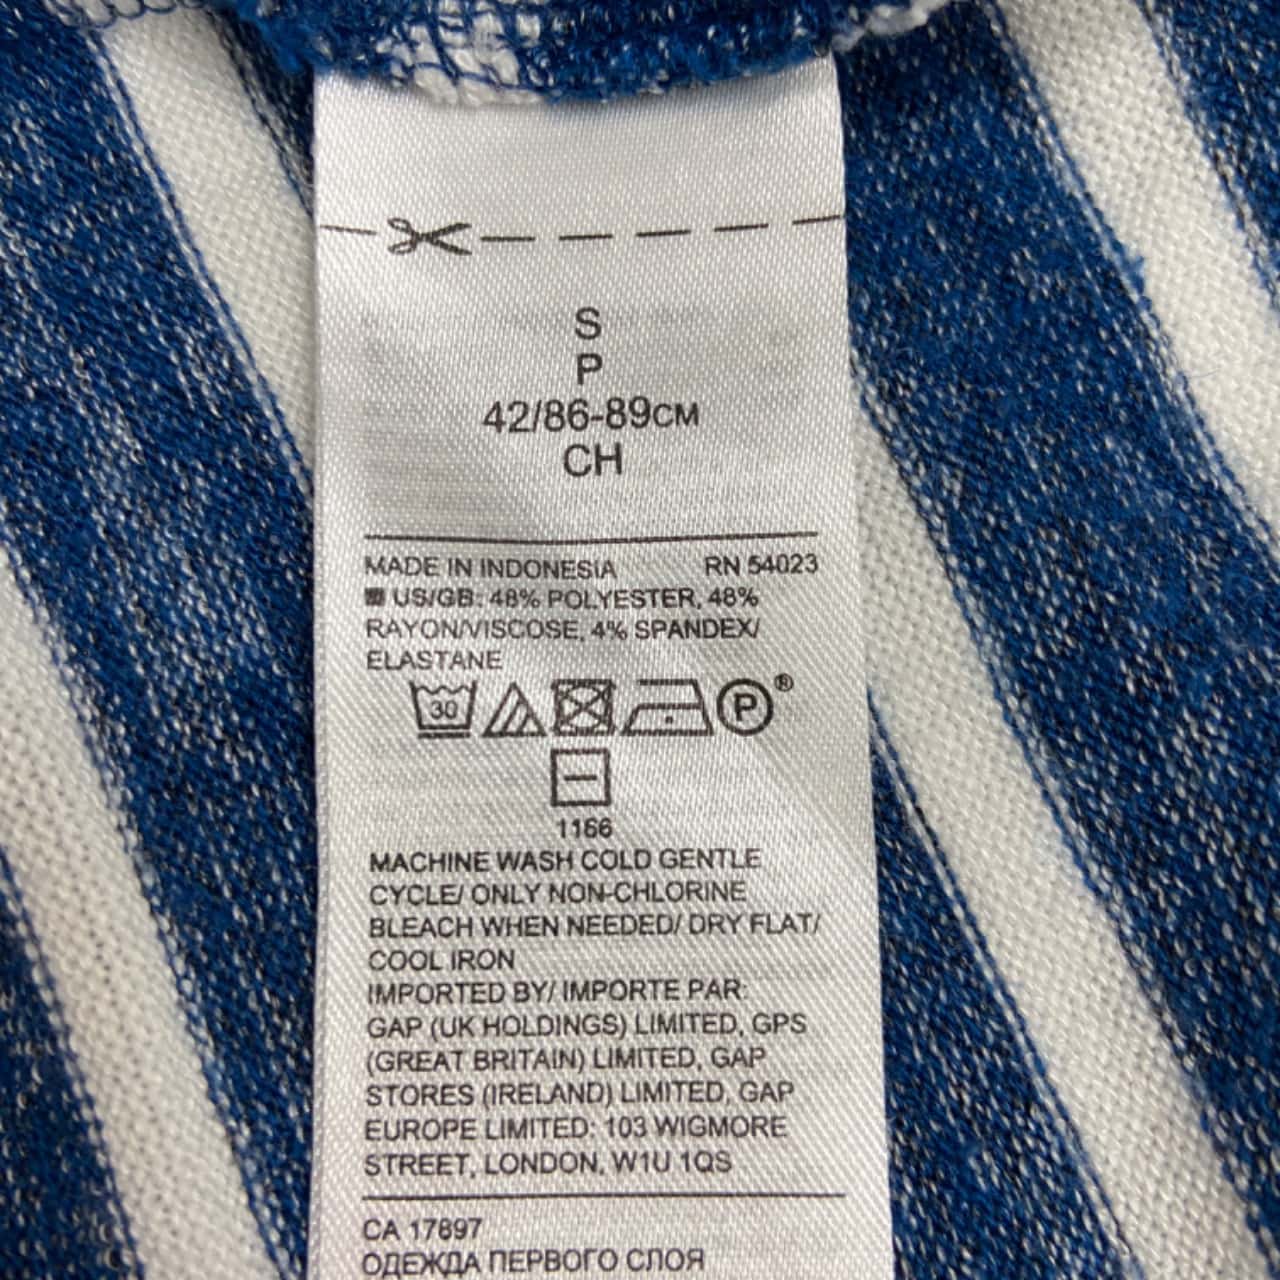 S
P
42/86-89СМ
CH
MADE IN INDONESIA RN 54023
US/GB: 48% POLYESTER, 48%
RAYON/VISCOSE, 4% SPANDEX/
ELASTANE
30 P®
1166
MACHINE WASH COLD GENTLE
CYCLE/ ONLY NON-CHLORINE
BLEACH WHEN NEEDED/ DRY FLAT/
COOL IRON
IMPORTED BY/ IMPORTE PAR:
GAP (UK HOLDINGS) LIMITED, GPS
(GREAT BRITAIN) LIMITED, GAP
STORES (IRELAND) LIMITED, GAP
EUROPE LIMITED: 103 WIGMORE
STREET, LONDON, W1U 1QS
CA 17897
ОДЕЖДА ПЕРВОГО СЛОЯ